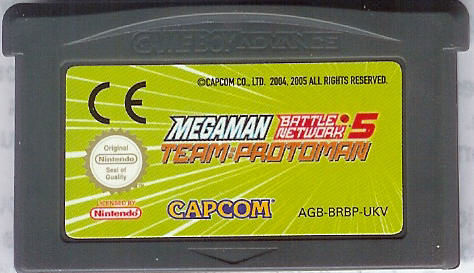 GAME BOY ADVANCE
©CAPCOM CO., LTD. 2004, 2005 ALL RIGHTS RESERVED.
CE
MEGAMAN BATTLE NETWORK 5
TEAM PROTOMAN
Original
Nintendo
Seal of
Quality
LICENSED BY
Nintendo
CAPCOM
AGB-BRBP-UKV